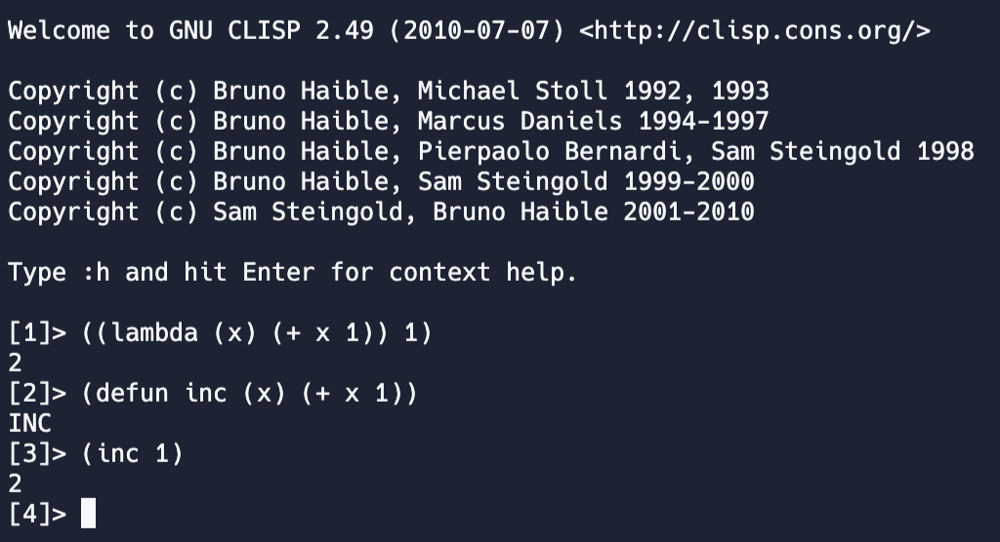 Welcome to GNU CLISP 2.49 (2010-07-07) <http://clisp.cons.org/>
Copyright (c) Bruno Haible, Michael Stoll 1992, 1993
Copyright (c) Bruno Haible, Marcus Daniels 1994-1997
Copyright (c) Bruno Haible, Pierpaolo Bernardi, Sam Steingold 1998
Copyright (c) Bruno Haible, Sam Steingold 1999-2000
Copyright (c) Sam Steingold, Bruno Haible 2001-2010
Type :h and hit Enter for context help.
[1]> ((lambda (x) (+ x 1)) 1)
2
[2]> (defun inc (x) (+ x 1))
INC
[3]> (inc 1)
2
[4]>